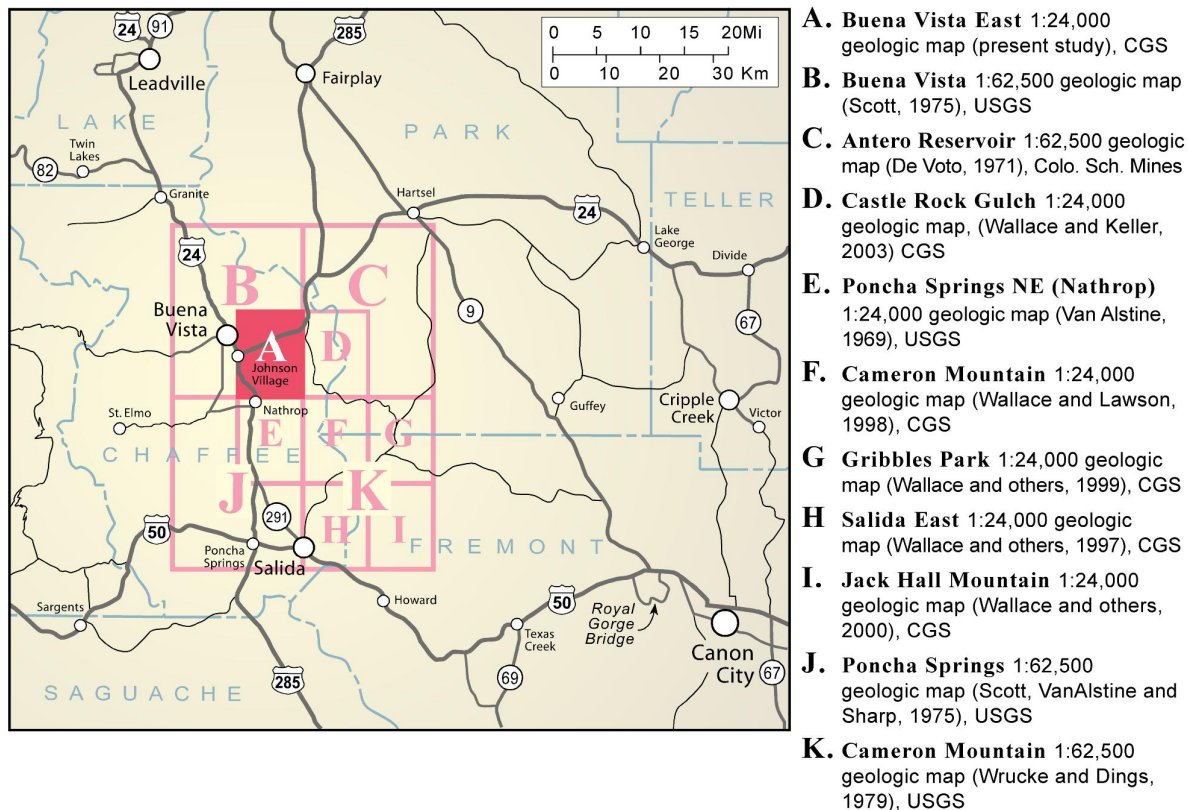 24
91
285
0 5 10 15 20Mi
0 10 20 30 Km
Leadville
Fairplay
LAKE
PARK
Twin
Lakes
82
Granite
Hartsel
TELLER
24
24
Lake
George
Divide
B
C
Buena
Vista
9
67
A
D
Johnson
Village
Nathrop
Guffey
Cripple
Creek
Victor
St. Elmo
E
F
G
CHAFFEE
J
K
291
50
H
I
FREMONT
Poncha
Springs
Salida
Sargents
Howard
50
Royal
Gorge
Bridge
Texas
Creek
Canon
City
67
69
285
SAGUACHE
A. Buena Vista East 1:24,000
geologic map (present study), CGS
B. Buena Vista 1:62,500 geologic map
(Scott, 1975), USGS
C. Antero Reservoir 1:62,500 geologic
map (De Voto, 1971), Colo. Sch. Mines
D. Castle Rock Gulch 1:24,000
geologic map, (Wallace and Keller,
2003) CGS
E. Poncha Springs NE (Nathrop)
1:24,000 geologic map (Van Alstine,
1969), USGS
F. Cameron Mountain 1:24,000
geologic map (Wallace and Lawson,
1998), CGS
G Gribbles Park 1:24,000 geologic
map (Wallace and others, 1999), CGS
H Salida East 1:24,000 geologic
map (Wallace and others, 1997), CGS
I. Jack Hall Mountain 1:24,000
geologic map (Wallace and others,
2000), CGS
J. Poncha Springs 1:62,500
geologic map (Scott, VanAlstine and
Sharp, 1975), USGS
K. Cameron Mountain 1:62,500
geologic map (Wrucke and Dings,
1979), USGS